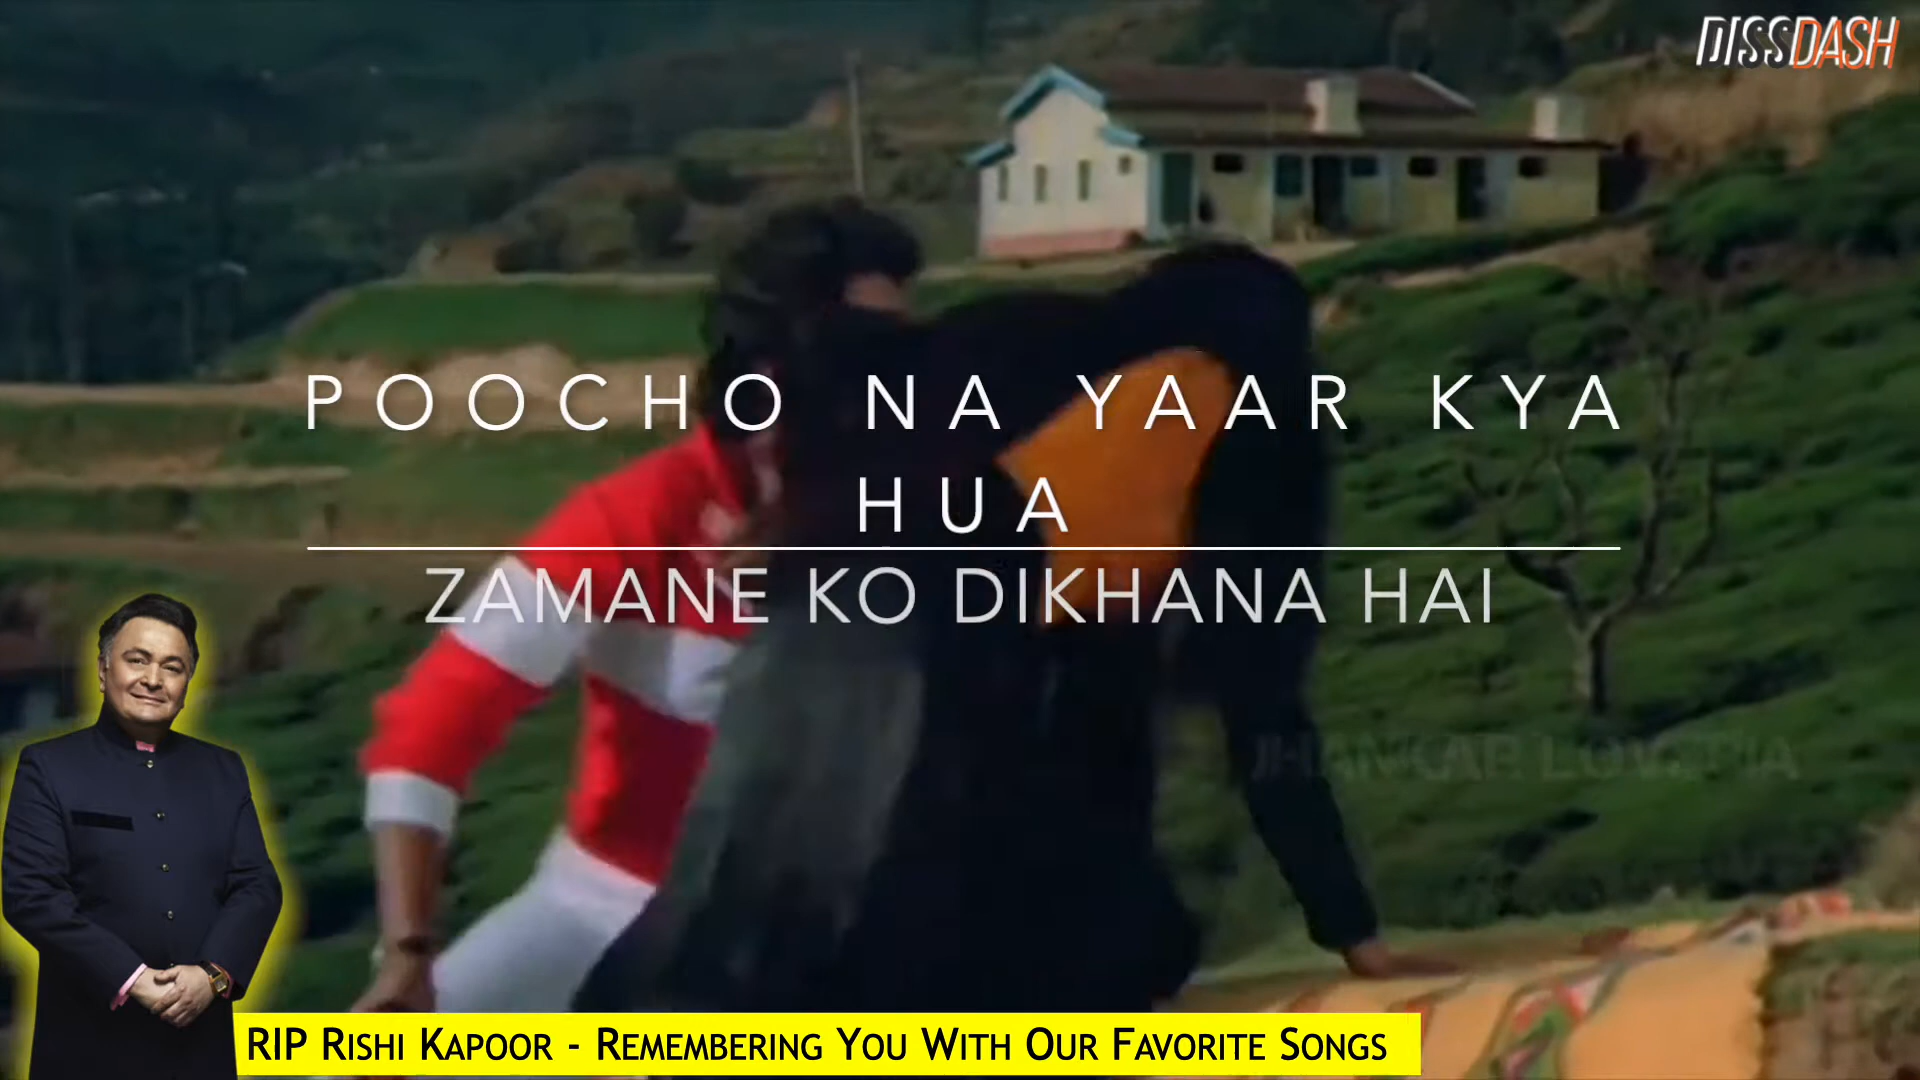 DISSDASH
POOCHO NA YAAR KYA
HUA
ZAMANE KO DIKHANA HAI
RIP RISHI KAPOOR - REMEMBERING YOU WITH OUR FAVORITE SONGS